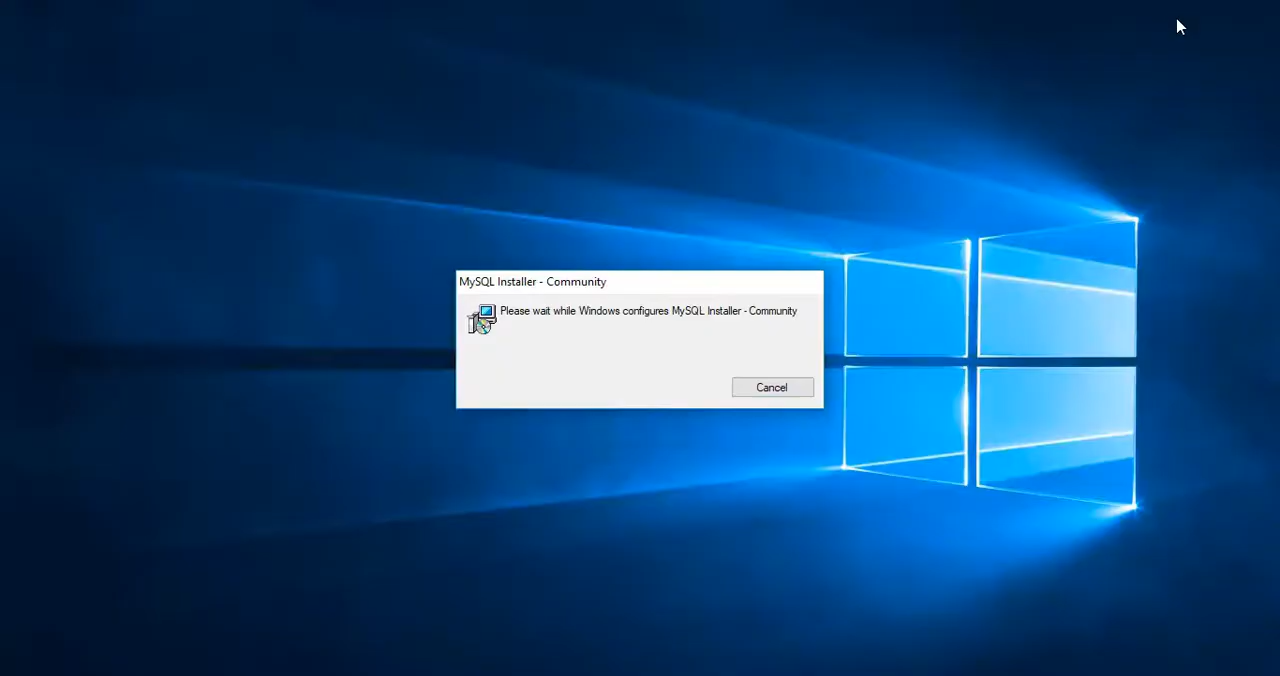 MySQL Installer - Community
Please wait while Windows configures MySQL Installer - Community
Cancel